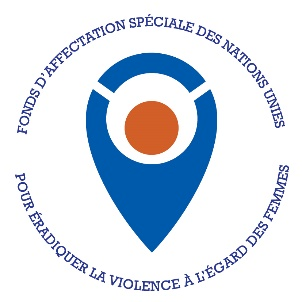 FONDS D'AFFECTATION SPÉCIALE DES NATIONS UNIES
POUR ÉRADIQUER LA VIOLENCE À L'ÉGARD DES FEMMES